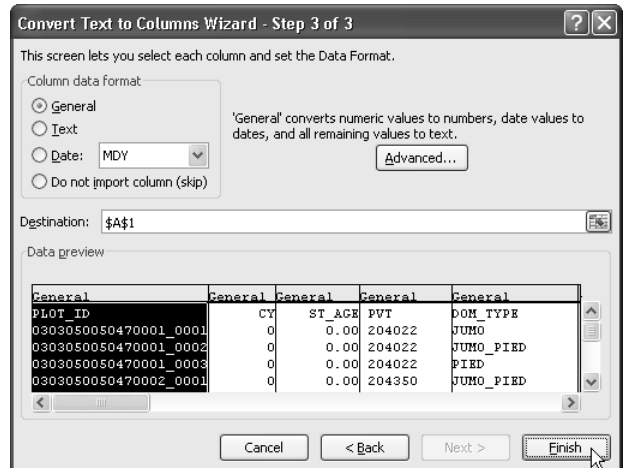 Convert Text to Columns Wizard - Step 3 of 3
This screen lets you select each column and set the Data Format.
Column data format
General
Text
Date: MDY
Do not import column (skip)
'General' converts numeric values to numbers, date values to
dates, and all remaining values to text.
Advanced...
Destination: $A$1
Data preview
General General General General General
PLOT_ID CY ST_AGE PVT DOM_TYPE
0303050050470001_0001 0 0.00 204022 JUMO
0303050050470001_0002 0 0.00 204022 JUMO_PIED
0303050050470001_0003 0 0.00 204022 PIED
0303050050470002_0001 0 0.00 204350 JUMO_PIED
Cancel < Back Next > Finish